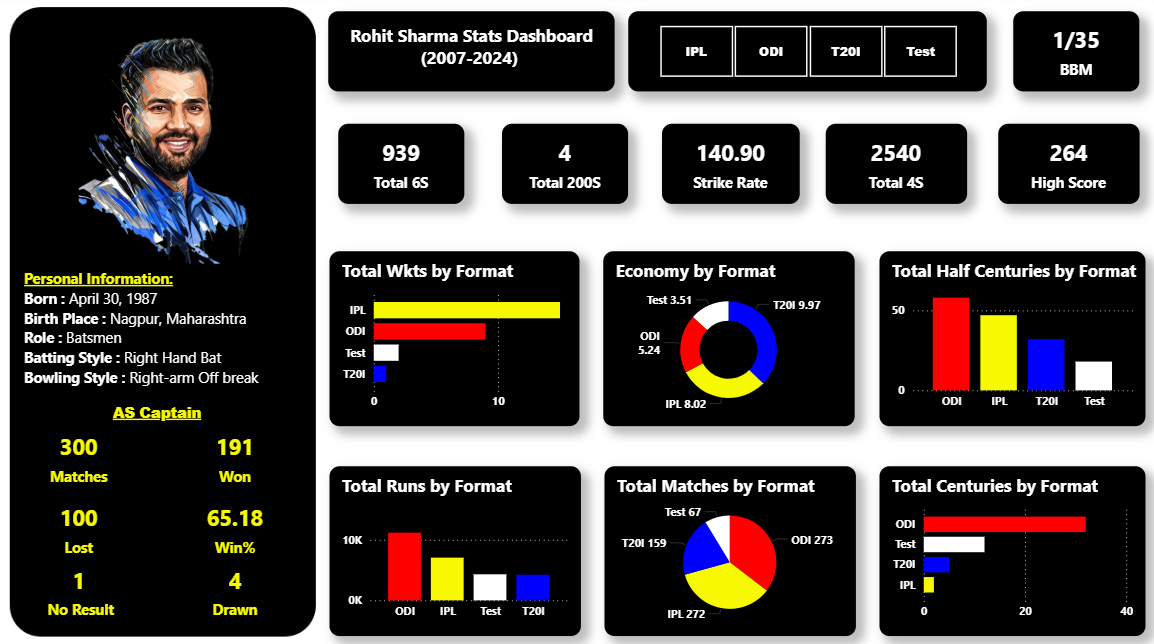 Personal Information:
Born : April 30, 1987
Birth Place : Nagpur, Maharashtra
Role : Batsmen
Batting Style : Right Hand Bat
Bowling Style : Right-arm Off break
AS Captain
300 191
Matches Won
100 65.18
Lost Win%
1 4
No Result Drawn
Rohit Sharma Stats Dashboard
(2007-2024)
IPL ODI T20I Test
1/35
BBM
939 4 140.90 2540 264
Total 6S Total 200S Strike Rate Total 4S High Score
Total Wkts by Format
IPL
ODI
Test
T20I
0 10
Economy by Format
Test 3.51 T20I 9.97
ODI
5.24
IPL 8.02
Total Half Centuries by Format
50
0
ODI IPL T20I Test
Total Runs by Format
10K
0K
ODI IPL Test T20I
Total Matches by Format
Test 67
T20I 159 ODI 273
IPL 272
Total Centuries by Format
ODI
Test
T20I
IPL
0 20 40